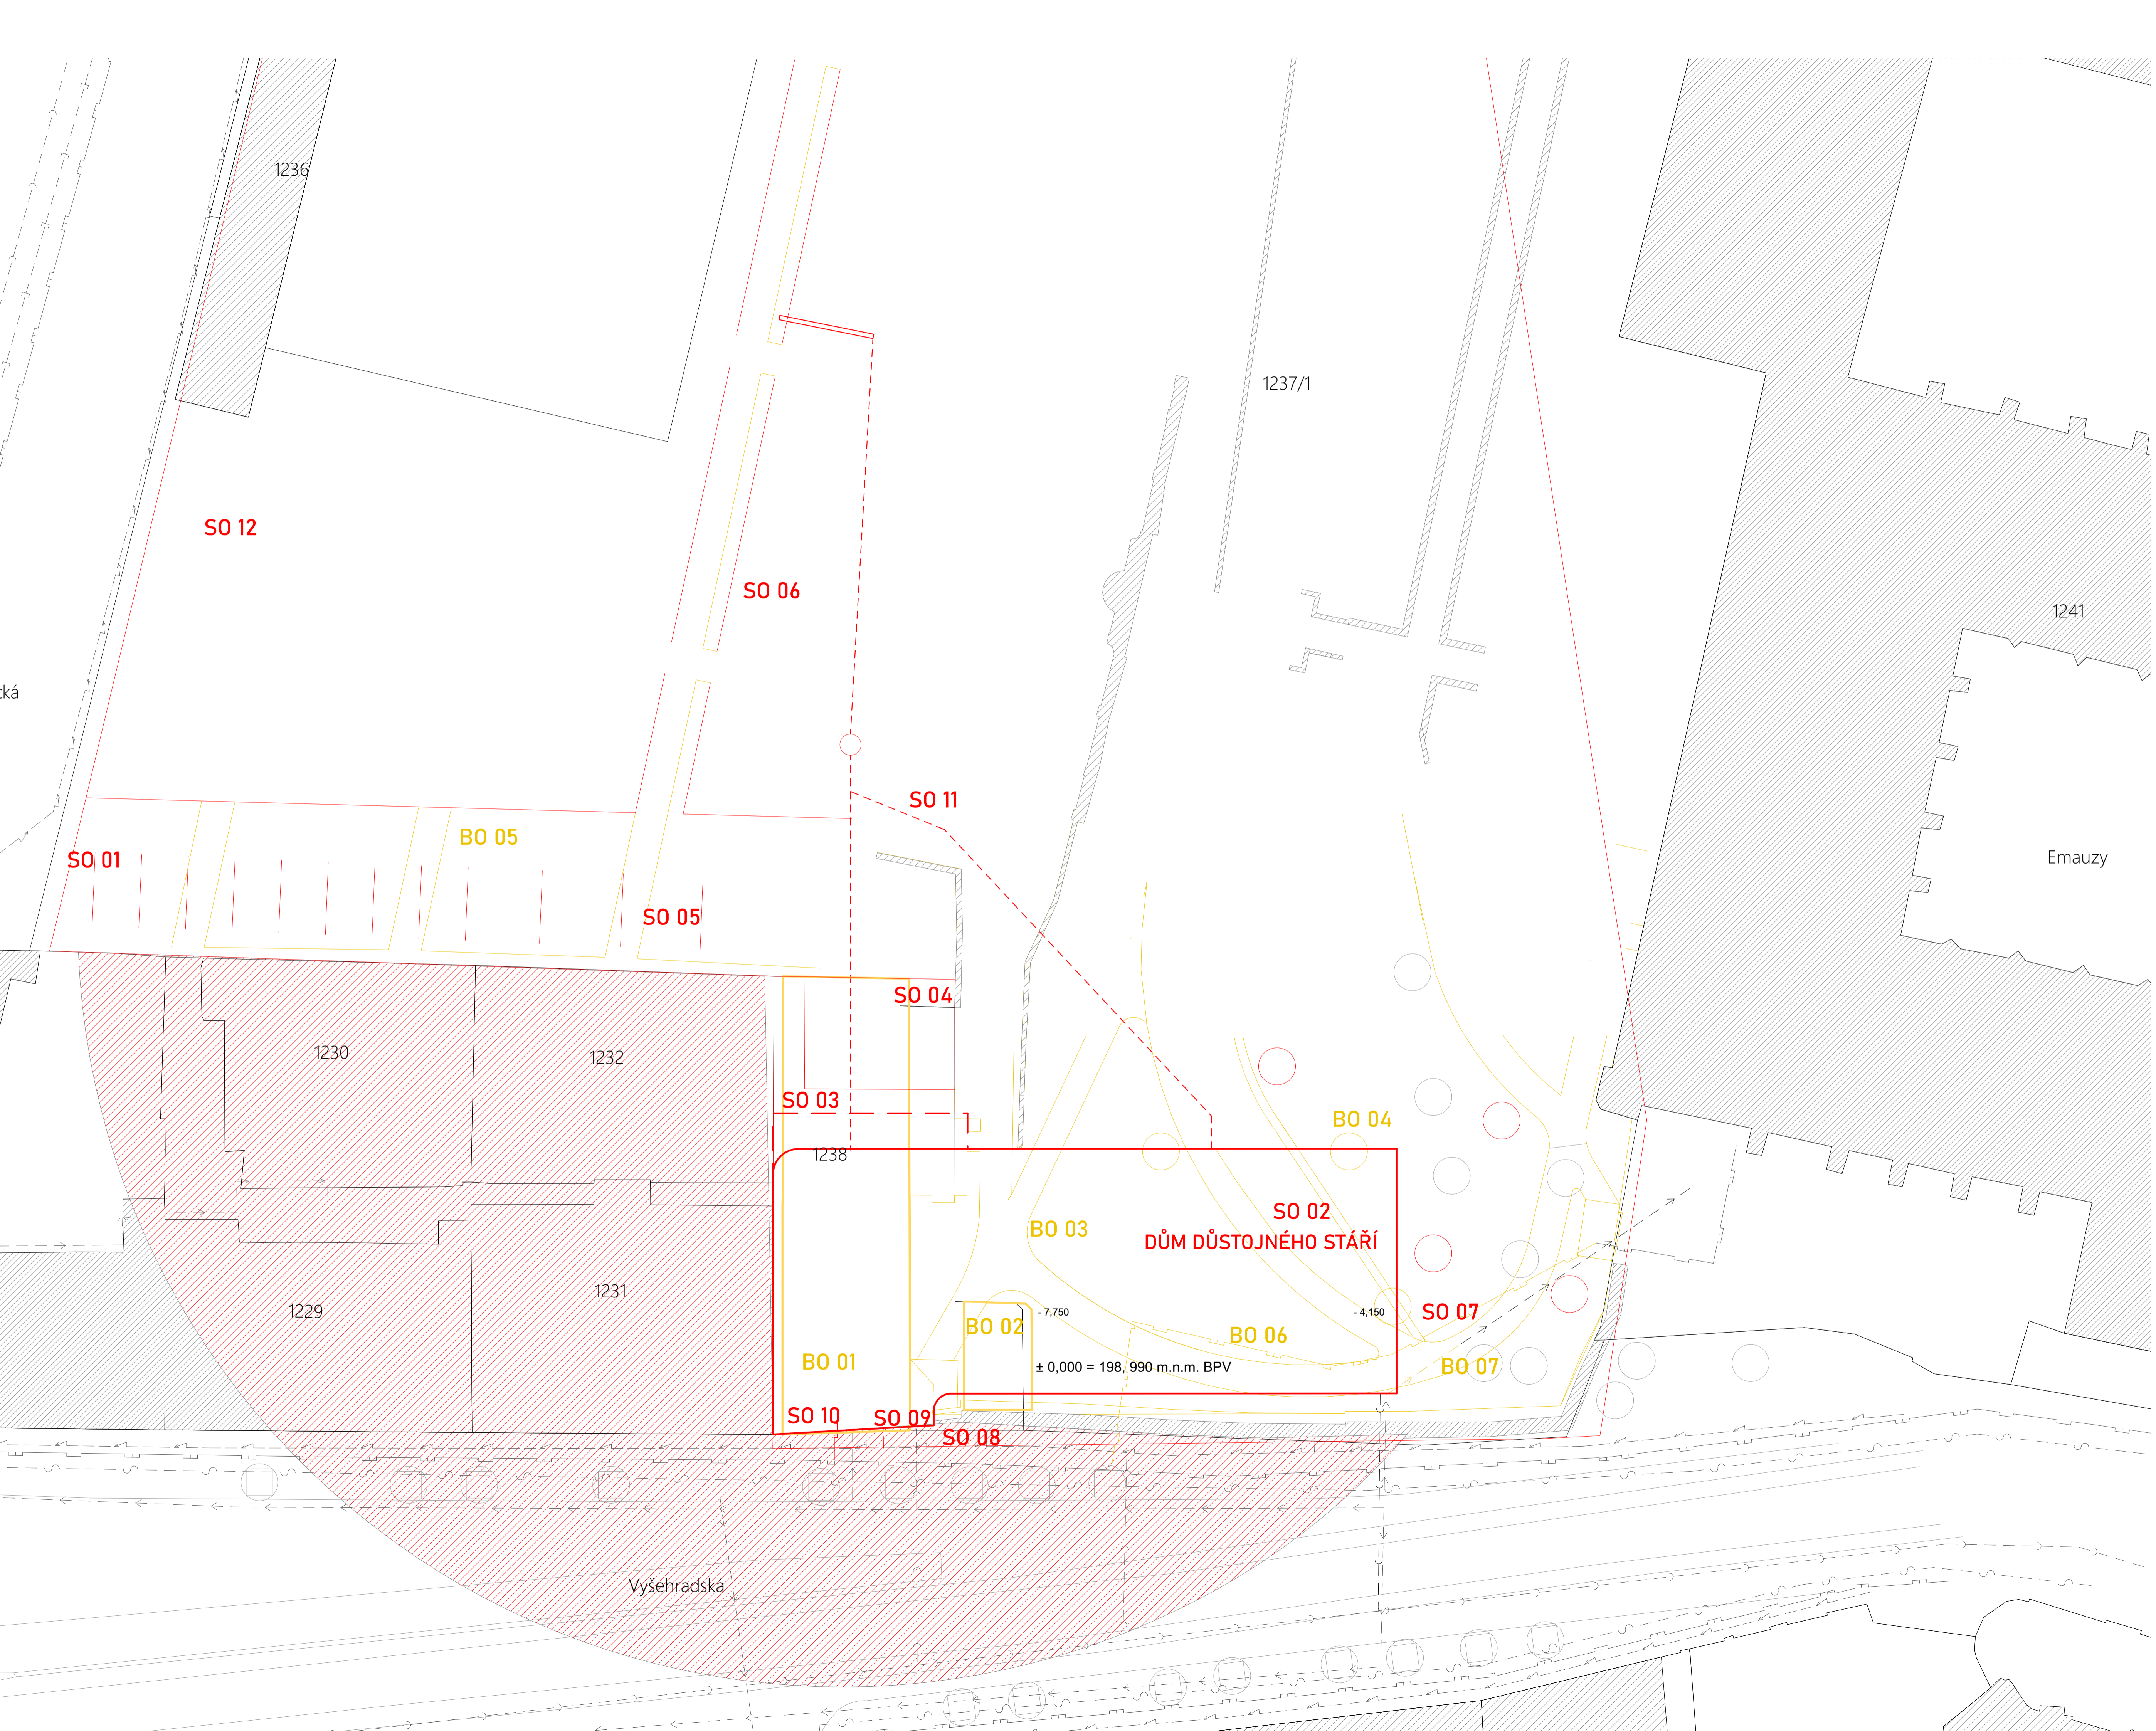 1236
1237/1
SO 12
SO 06
1241
cká
SO 11
BO 05
SO 01
Emauzy
SO 05
SO 04
1230
1232
SO 03
BO 04
1238
SO 02
BO 03
DŮM DŮSTOJNÉHO STÁŘÍ
1231
1229
- 7,750
- 4,150
SO 07
BO 02
BO 06
BO 01
± 0,000 = 198, 990 m.n.m. BPV
BO 07
SO 10
SO 09
SO 08
Vyšehradská